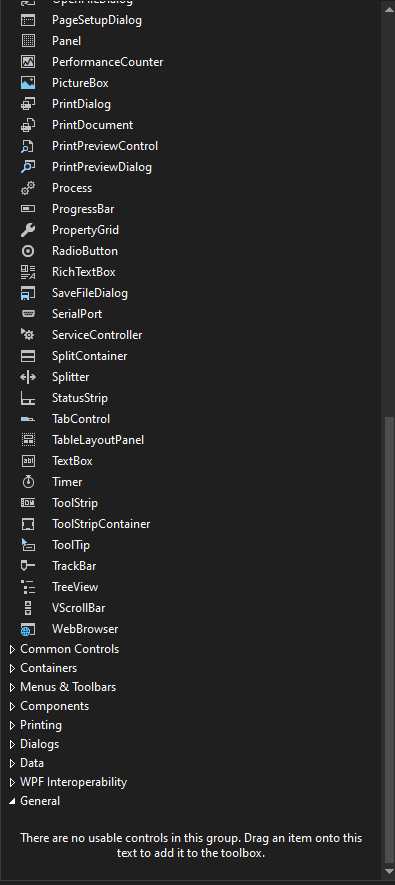 OpenFileDialog
PageSetupDialog
Panel
PerformanceCounter
PictureBox
PrintDialog
PrintDocument
PrintPreviewControl
PrintPreviewDialog
Process
ProgressBar
PropertyGrid
RadioButton
RichTextBox
SaveFileDialog
SerialPort
ServiceController
SplitContainer
Splitter
StatusStrip
TabControl
TableLayoutPanel
TextBox
Timer
ToolStrip
ToolStripContainer
ToolTip
TrackBar
TreeView
VScrollBar
WebBrowser
Common Controls
Containers
Menus & Toolbars
Components
Printing
Dialogs
Data
WPF Interoperability
General
There are no usable controls in this group. Drag an item onto this
text to add it to the toolbox.